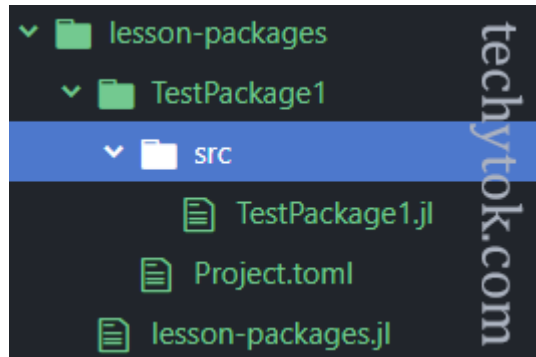 lesson-packages
TestPackage1
src
TestPackage1.jl
Project.toml
lesson-packages.jl
techytok.com